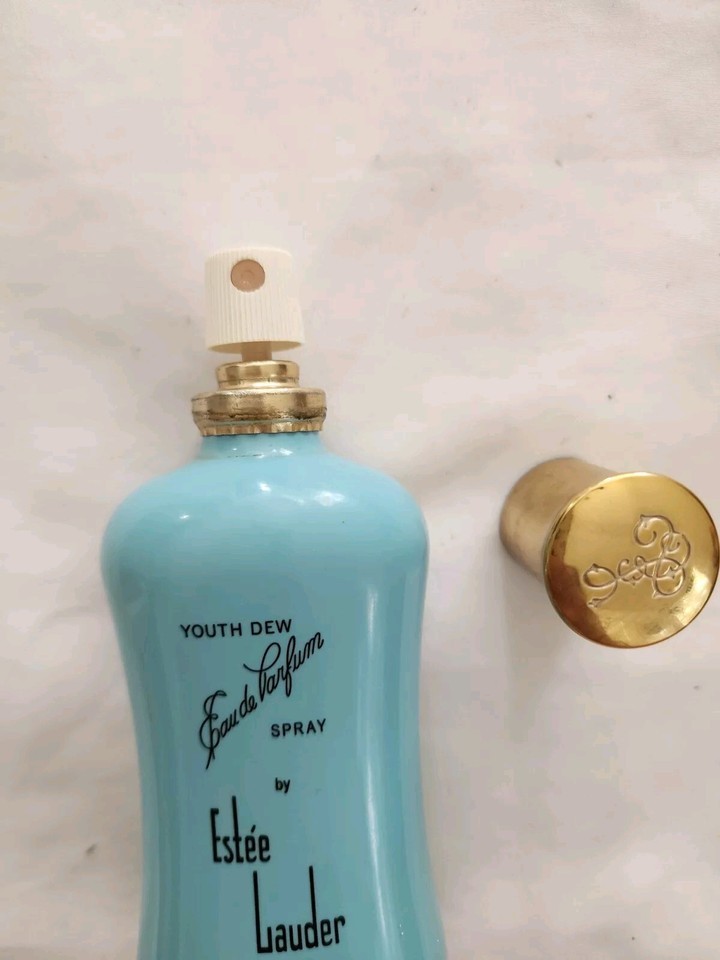 YOUTH DEW
Eau de Parfum
SPRAY
by
Estée
Lauder